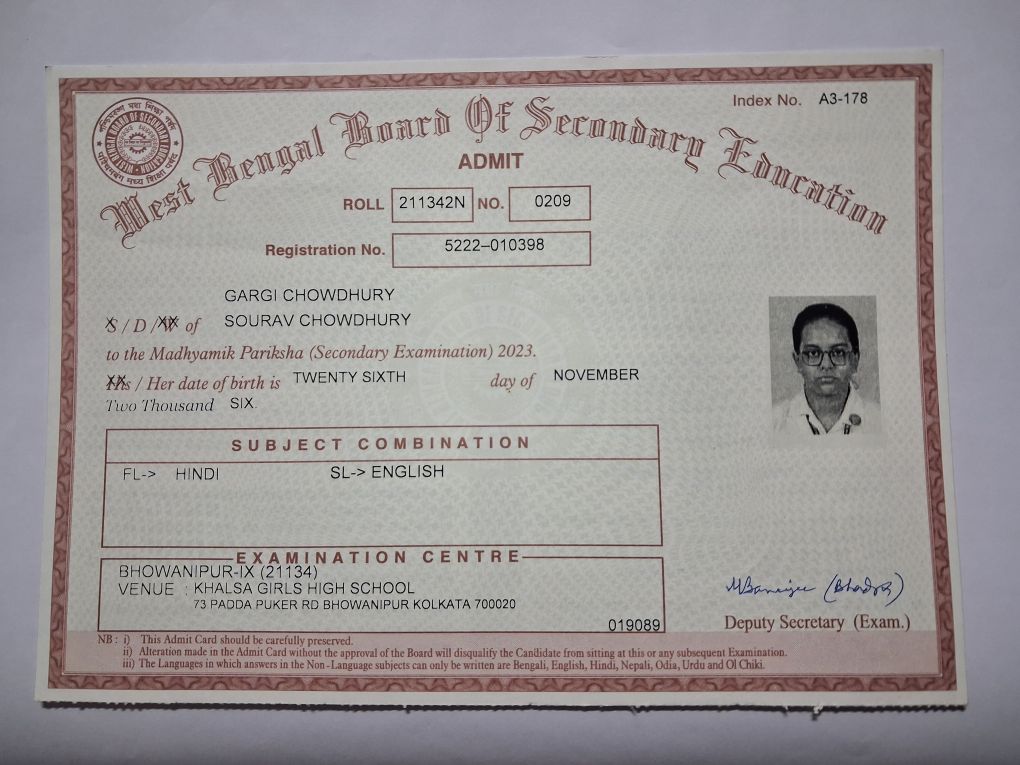 Index No. A3-178
পশ্চিমবঙ্গ মধ্য শিক্ষা পর্ষদ
West Bengal Board Of Secondary Education
ADMIT
ROLL 211342N NO. 0209
Registration No. 5222–010398
GARGI CHOWDHURY
S / D / W of SOURAV CHOWDHURY
to the Madhyamik Pariksha (Secondary Examination) 2023.
His / Her date of birth is TWENTY SIXTH day of NOVEMBER
Two Thousand SIX.
SUBJECT COMBINATION
FL-> HINDI SL-> ENGLISH
EXAMINATION CENTRE
BHOWANIPUR-IX (21134)
VENUE : KHALSA GIRLS HIGH SCHOOL
73 PADDA PUKER RD BHOWANIPUR KOLKATA 700020
019089
Deputy Secretary (Exam.)
NB : i) This Admit Card should be carefully preserved.
ii) Alteration made in the Admit Card without the approval of the Board will disqualify the Candidate from sitting at this or any subsequent Examination.
iii) The Languages in which answers in the Non-Language subjects can only be written are Bengali, English, Hindi, Nepali, Odia, Urdu and Ol Chiki.